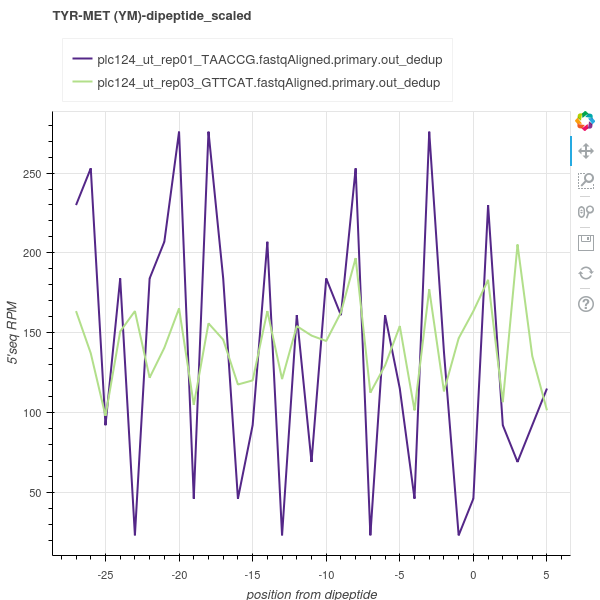 TYR-MET (YM)-dipeptide_scaled
plc124_ut_rep01_TAACCG.fastqAligned.primary.out_dedup
plc124_ut_rep03_GTTCAT.fastqAligned.primary.out_dedup
250
200
150
100
50
5'seq RPM
-25
-20
-15
-10
-5
0
5
position from dipeptide